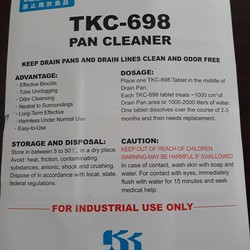 禁止用於食品
TKC-698
PAN CLEANER
KEEP DRAIN PANS AND DRAIN LINES CLEAN AND ODOR FREE
ADVANTAGE:
- Effective Biocide
- Tube Unclogging
- Odor Cleansing
- Neutral to Surroundings
- Long-Term Effective
- Harmless Under Normal Use
- Easy-to-Use
DOSAGE:
Place one TKC-698 Tablet in the middle of
Drain Pan.
Each TKC-698 tablet treats ~1000 cm²
Drain Pan area or 1000-2000 liters of water.
One tablet dissolves over the course of 2-3
months and then needs replacement.
STORAGE AND DISPOSAL:
Store in between 5 to 50°C, in a dry place.
Avoid: heat, friction, contaminating
substances, anionic, shock and crushing.
Dispose of in accordance with local, state,
federal regulations.
CAUTION:
KEEP OUT OF REACH OF CHILDREN
WARNING-MAY BE HARMFUL IF SWALLOWED
In case of contact, wash skin with soap and
water. For contact with eyes, immediately
flush with water for 15 minutes and seek
medical help.
FOR INDUSTRIAL USE ONLY